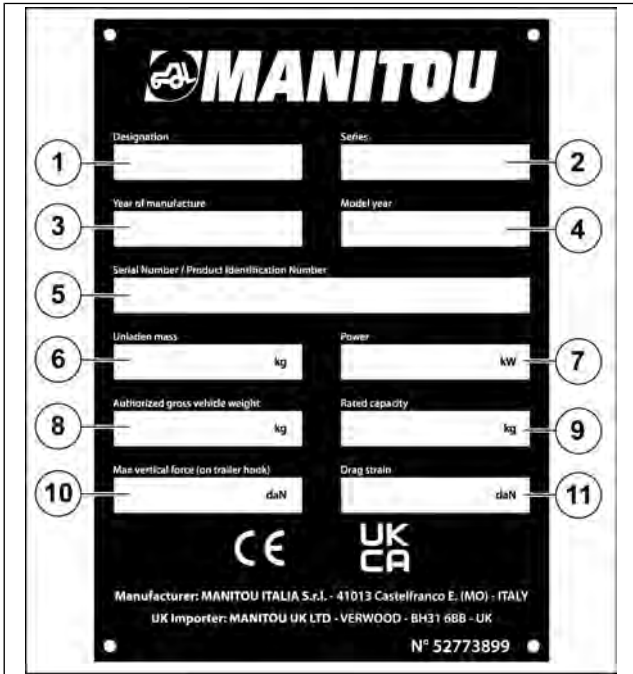 MANITOU
Designation
Series
1
2
Year of manufacture
Model year
3
4
Serial Number / Product Identification Number
5
Unladen mass
Power
6
kg
kW
7
Authorized gross vehicle weight
Rated capacity
8
kg
kg
9
Max vertical force (on trailer hook)
Drag strain
10
daN
daN
11
CE
UK
CA
Manufacturer: MANITOU ITALIA S.r.l. - 41013 Castelfranco E. (MO) - ITALY
UK Importer: MANITOU UK LTD - VERWOOD - BH31 6BB - UK
N° 52773899